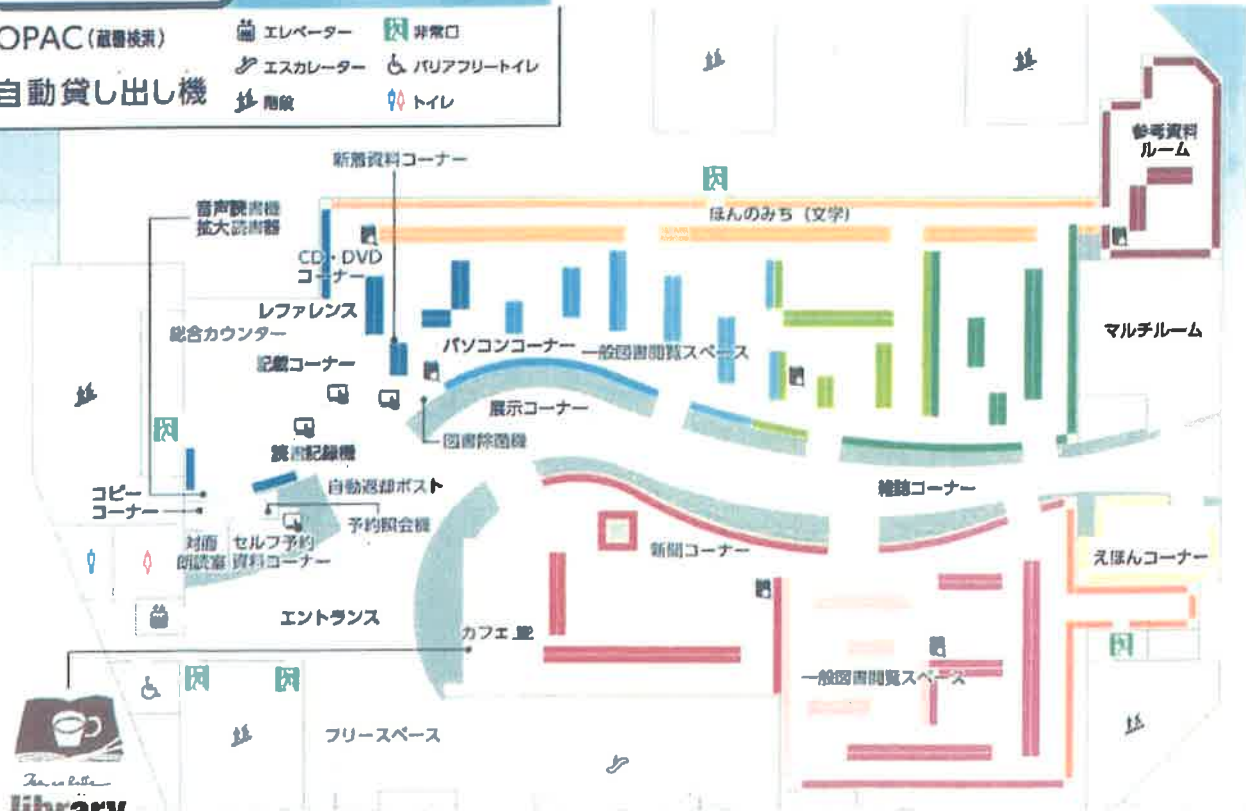 OPAC(蔵書検索)
自動貸し出し機
エレベーター
非常口
エスカレーター
バリアフリートイレ
階段
トイレ
参考資料
ルーム
新着資料コーナー
音声読書機
拡大読書器
ほんのみち（文学）
CD・DVD
コーナー
レファレンス
総合カウンター
マルチルーム
パソコンコーナー
一般図書閲覧スペース
記載コーナー
展示コーナー
図書除菌機
読書記録機
自動返却ポスト
雑誌コーナー
コピー
コーナー
予約照会機
対面
朗読室
セルフ予約
資料コーナー
新聞コーナー
えほんコーナー
エントランス
カフェ
一般図書閲覧スペース
フリースペース
library